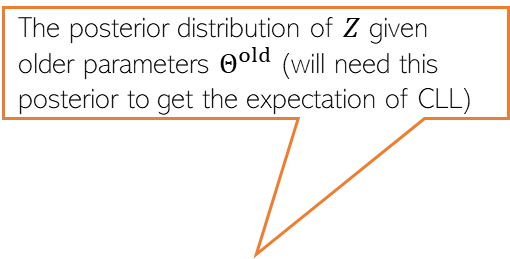 The posterior distribution of Z given
older parameters Θ^old (will need this
posterior to get the expectation of CLL)